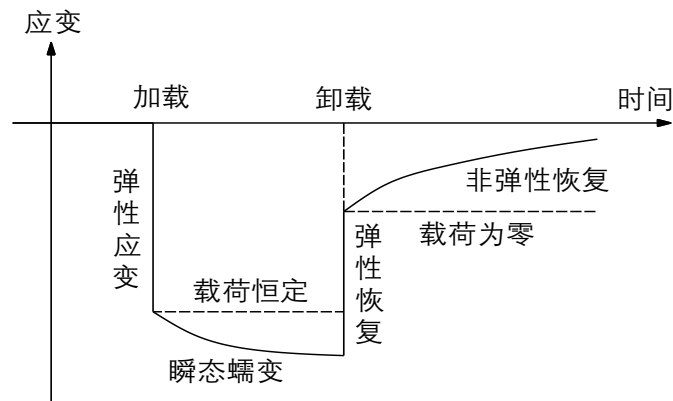 应变
加载
卸载
时间
弹性应变
非弹性恢复
弹性恢复
载荷为零
载荷恒定
瞬态蠕变